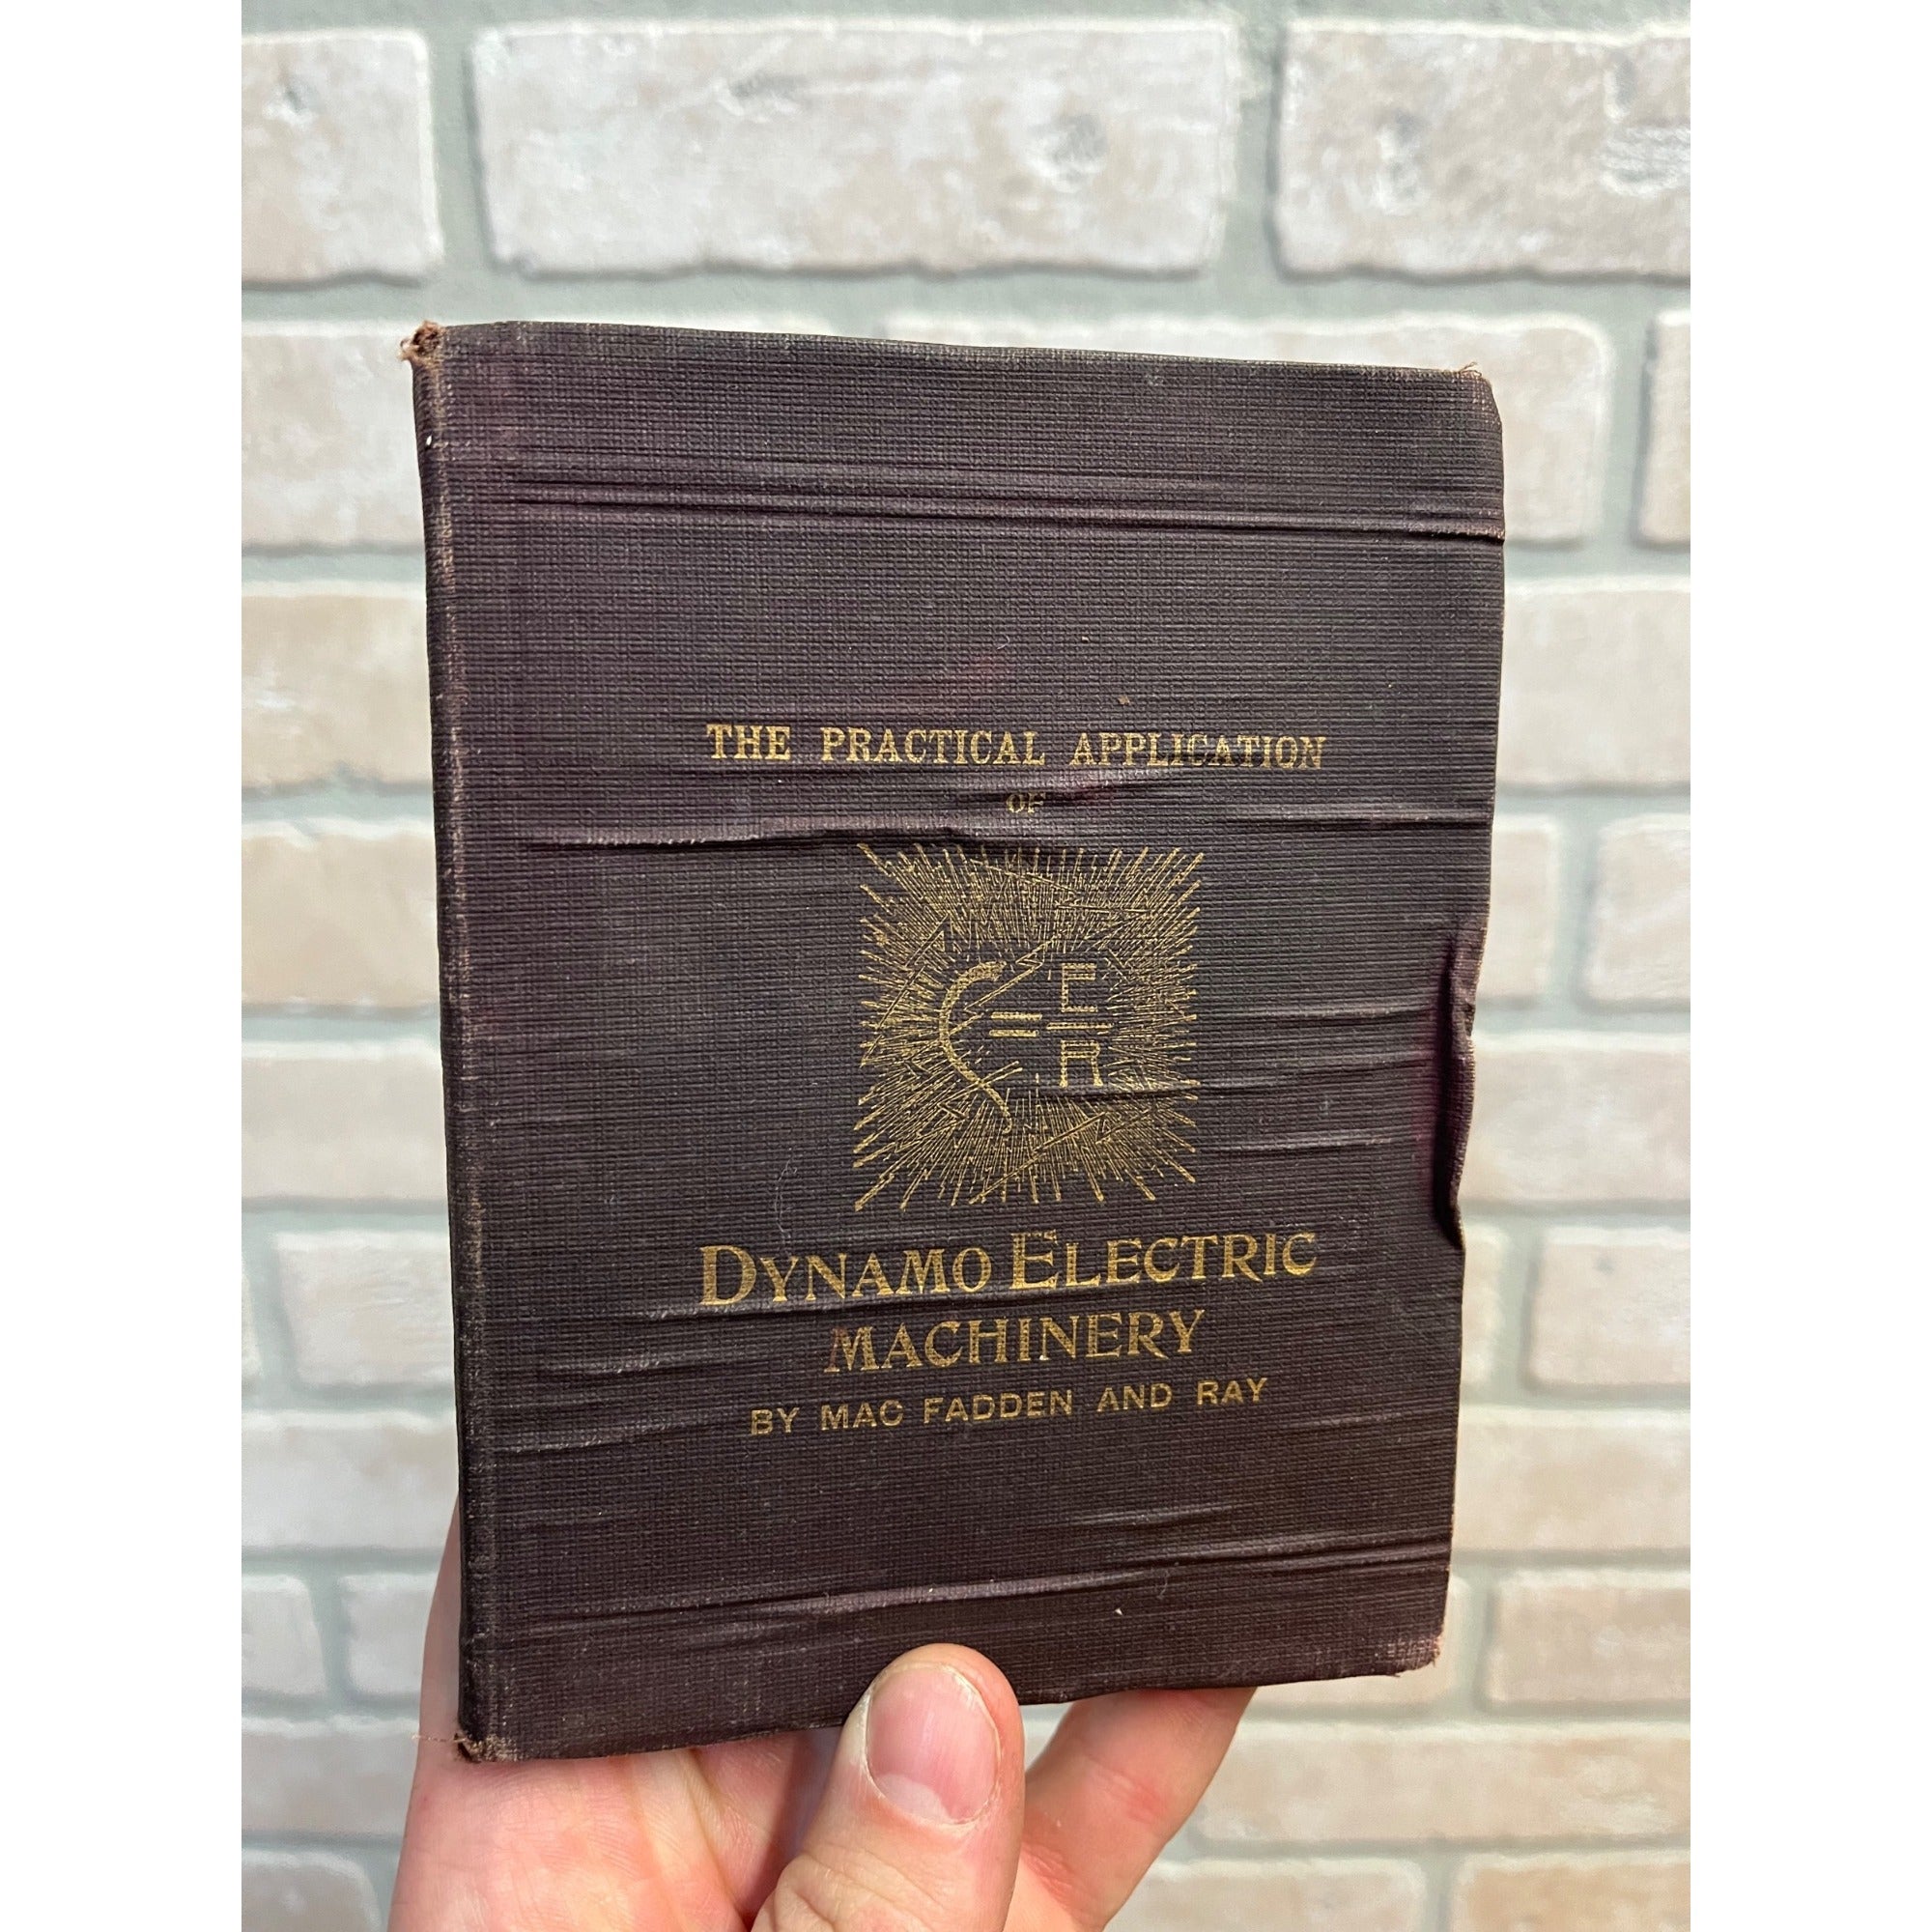 THE PRACTICAL APPLICATION
OF
C = E
R
DYNAMO ELECTRIC
MACHINERY
BY MAC FADDEN AND RAY